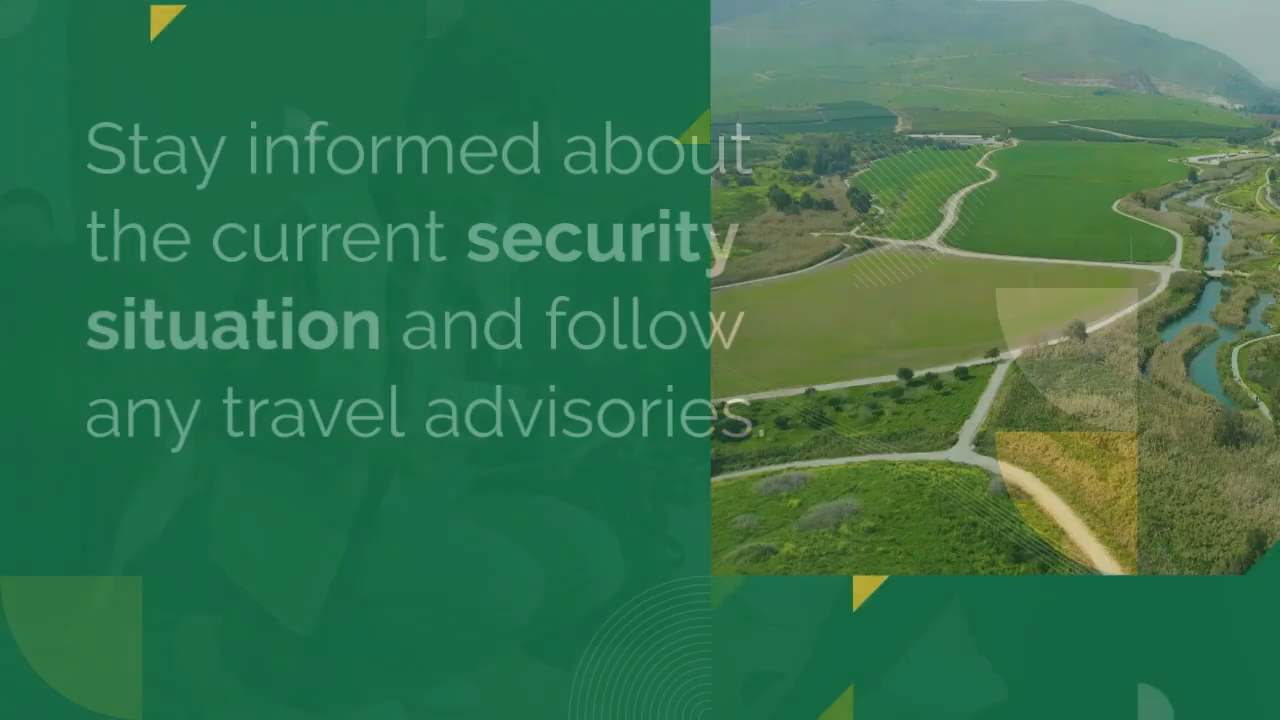 Stay informed about
the current security
situation and follow
any travel advisories.